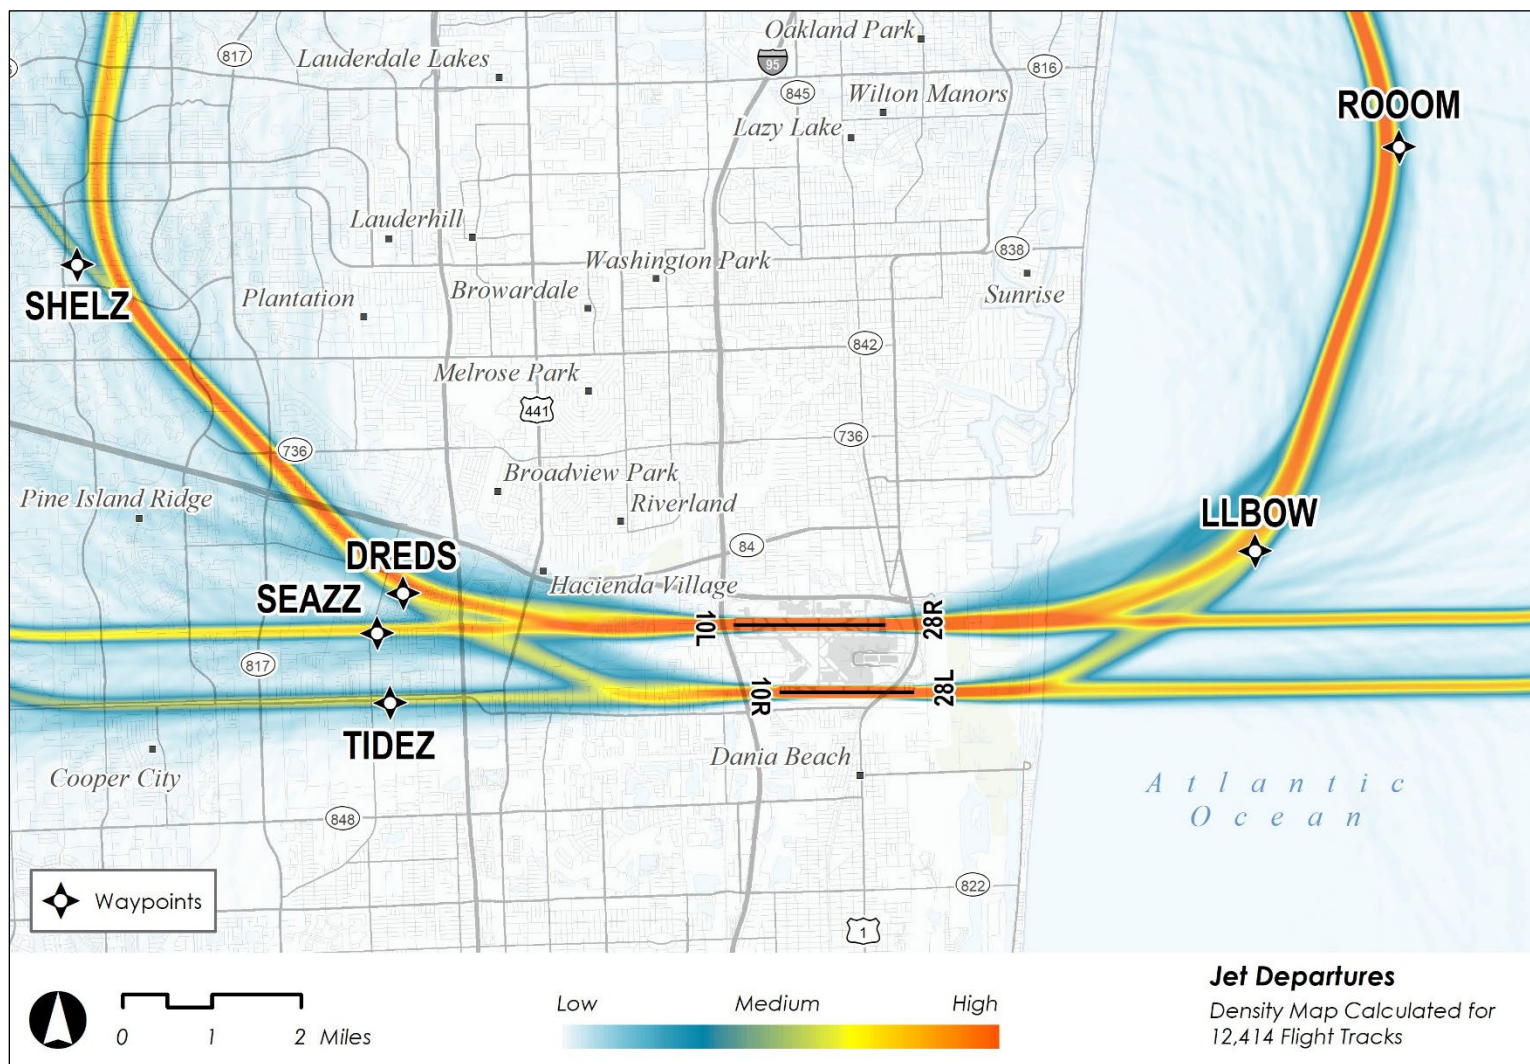 Oakland Park
817
Lauderdale Lakes
95
816
845
Wilton Manors
ROOOM
Lazy Lake
Lauderhill
838
Washington Park
SHELZ
Plantation
Browardale
Sunrise
842
Melrose Park
441
736
736
Broadview Park
Pine Island Ridge
Riverland
LLBOW
84
DREDS
Hacienda Village
SEAZZ
10L
28R
817
10R
28L
TIDEZ
Dania Beach
Cooper City
Atlantic
Ocean
848
822
Waypoints
1
Jet Departures
Low Medium High
Density Map Calculated for
12,414 Flight Tracks
0 1 2 Miles